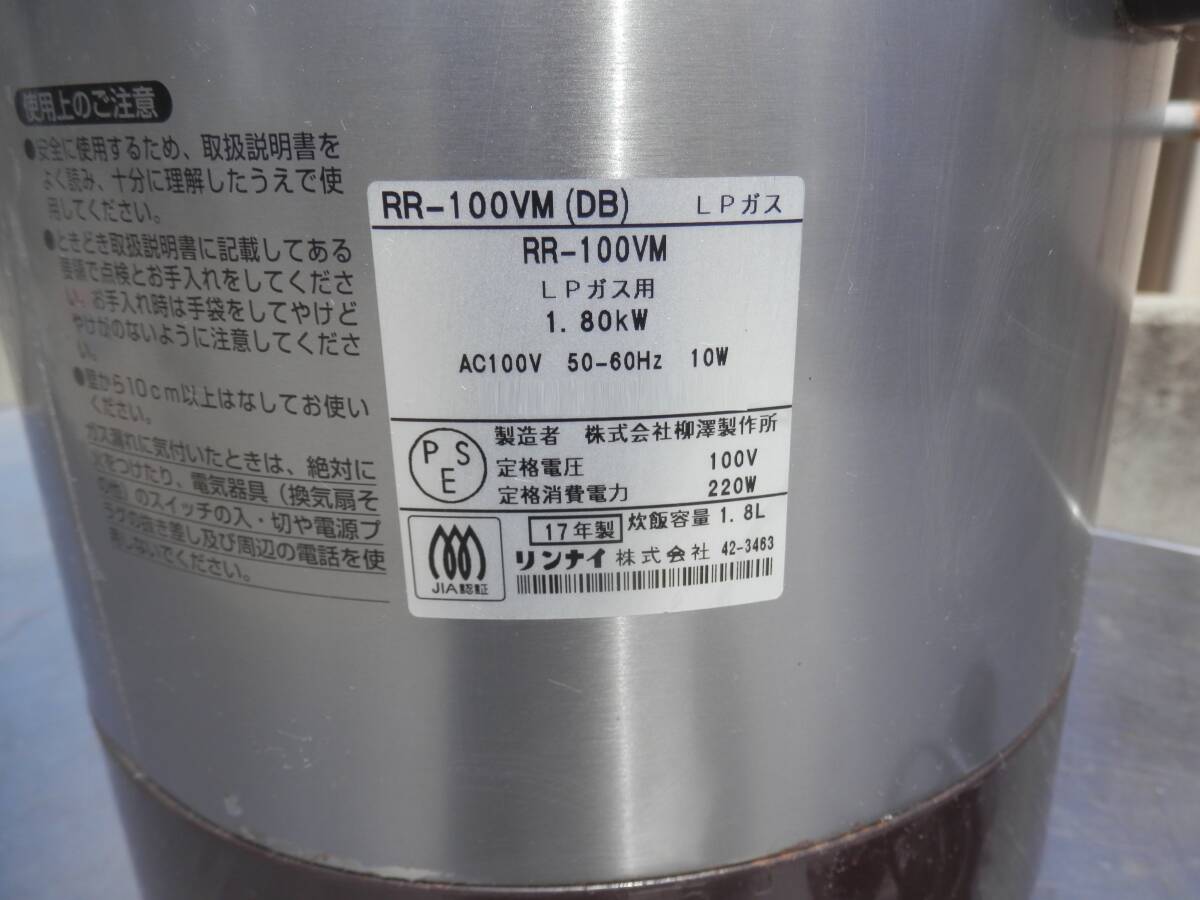 使用上のご注意
●安全に使用するため、取扱説明書を
よく読み、十分に理解したうえで使
用してください。
●ときどき取扱説明書に記載してある
要領で点検とお手入れをしてくださ
い。お手入れ時は手袋をしてやけど
やけがのないように注意してくださ
い。
●壁から10cm以上はなしてお使い
ください。
ガス漏れに気付いたときは、絶対に
火をつけたり、電気器具(換気扇そ
の他)のスイッチの入・切や電源プ
ラグの抜き差し及び周辺の電話を使
用しないでください。
RR-100VM(DB) LPガス
RR-100VM
LPガス用
1.80kW
AC100V 50-60Hz 10W
PSE
製造者 株式会社柳澤製作所
定格電圧 100V
定格消費電力 220W
17年製 炊飯容量 1.8L
リンナイ株式会社 42-3463
JIA認証